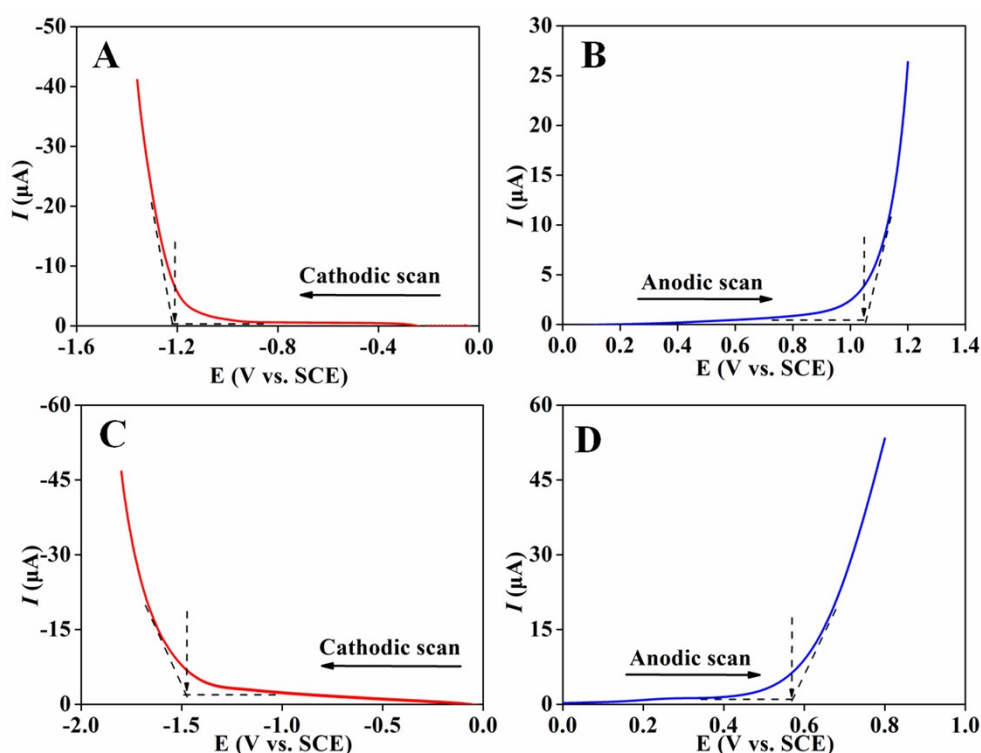 A
I (μA)
-50
-40
-30
-20
-10
0
Cathodic scan
-1.6
-1.2
-0.8
-0.4
0.0
E (V vs. SCE)
B
I (μA)
30
25
20
15
10
5
0
Anodic scan
0.0
0.2
0.4
0.6
0.8
1.0
1.2
1.4
E (V vs. SCE)
C
I (μA)
-60
-45
-30
-15
0
Cathodic scan
-2.0
-1.5
-1.0
-0.5
0.0
E (V vs. SCE)
D
I (μA)
60
45
30
15
0
Anodic scan
0.0
0.2
0.4
0.6
0.8
1.0
E (V vs. SCE)